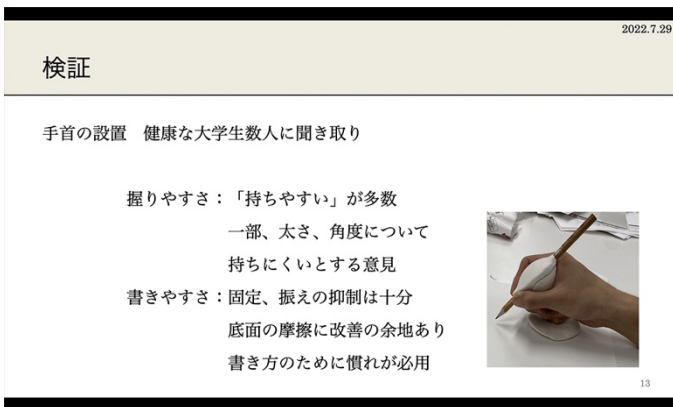 2022.7.29
検証
手首の設置　健康な大学生数人に聞き取り
握りやすさ：「持ちやすい」が多数
一部、太さ、角度について
持ちにくいとする意見
書きやすさ：固定、振えの抑制は十分
底面の摩擦に改善の余地あり
書き方のために慣れが必用
13